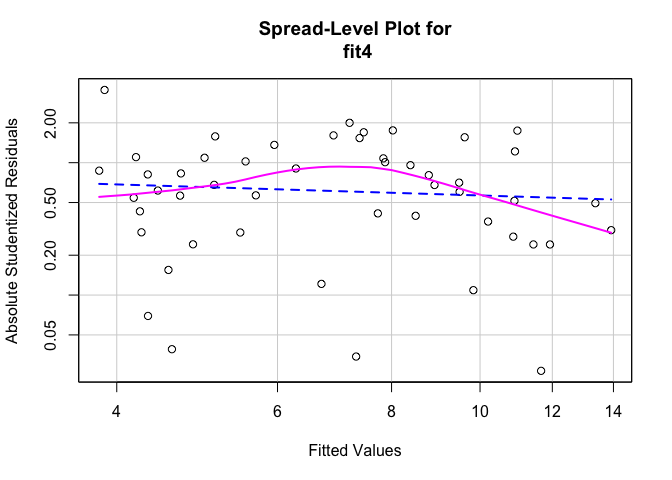 Spread-Level Plot for
fit4
Absolute Studentized Residuals
2.00
0.50
0.20
0.05
4 6 8 10 12 14
Fitted Values